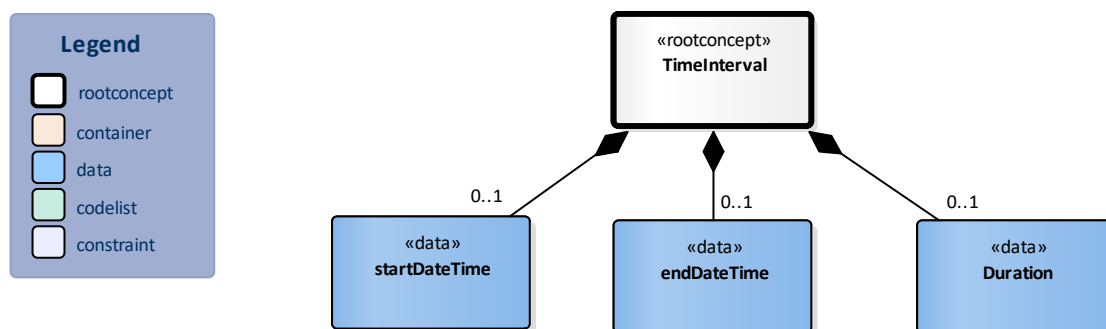 Legend
rootconcept
container
data
codelist
constraint
«rootconcept»
TimeInterval
0..1
0..1
0..1
«data»
startDateTime
«data»
endDateTime
«data»
Duration